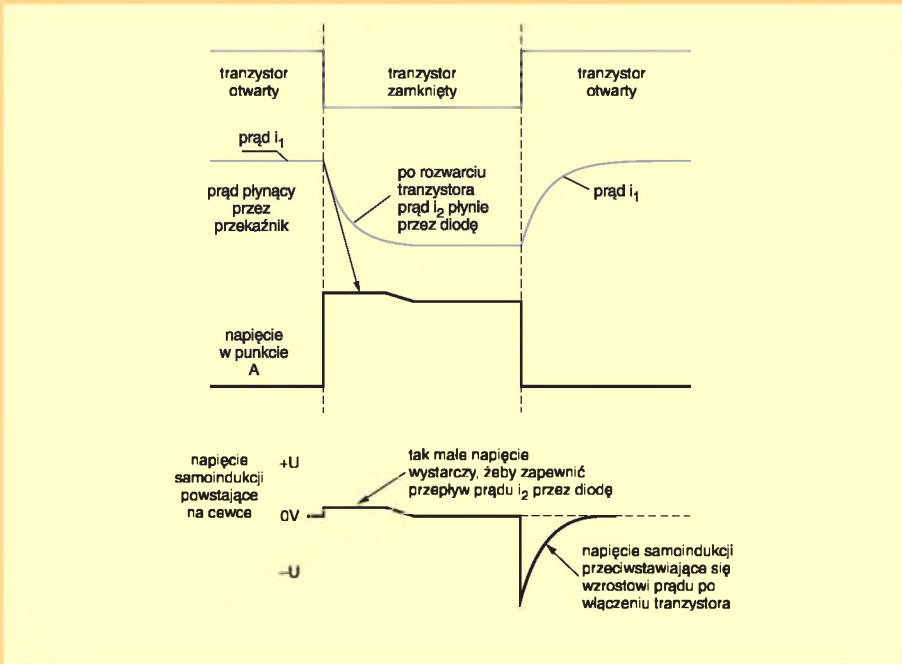 tranzystor
otwarty
tranzystor
zamknięty
tranzystor
otwarty
prąd i1
prąd płynący
przez
przekaźnik
po rozwarciu
tranzystora
prąd i2 płynie
przez diodę
prąd i1
napięcie
w punkcie
A
napięcie
samoindukcji
powstające
na cewce
+U
0V
–U
tak małe napięcie
wystarczy, żeby zapewnić
przepływ prądu i2 przez diodę
napięcie samoindukcji
przeciwstawiające się
wzrostowi prądu po
włączeniu tranzystora